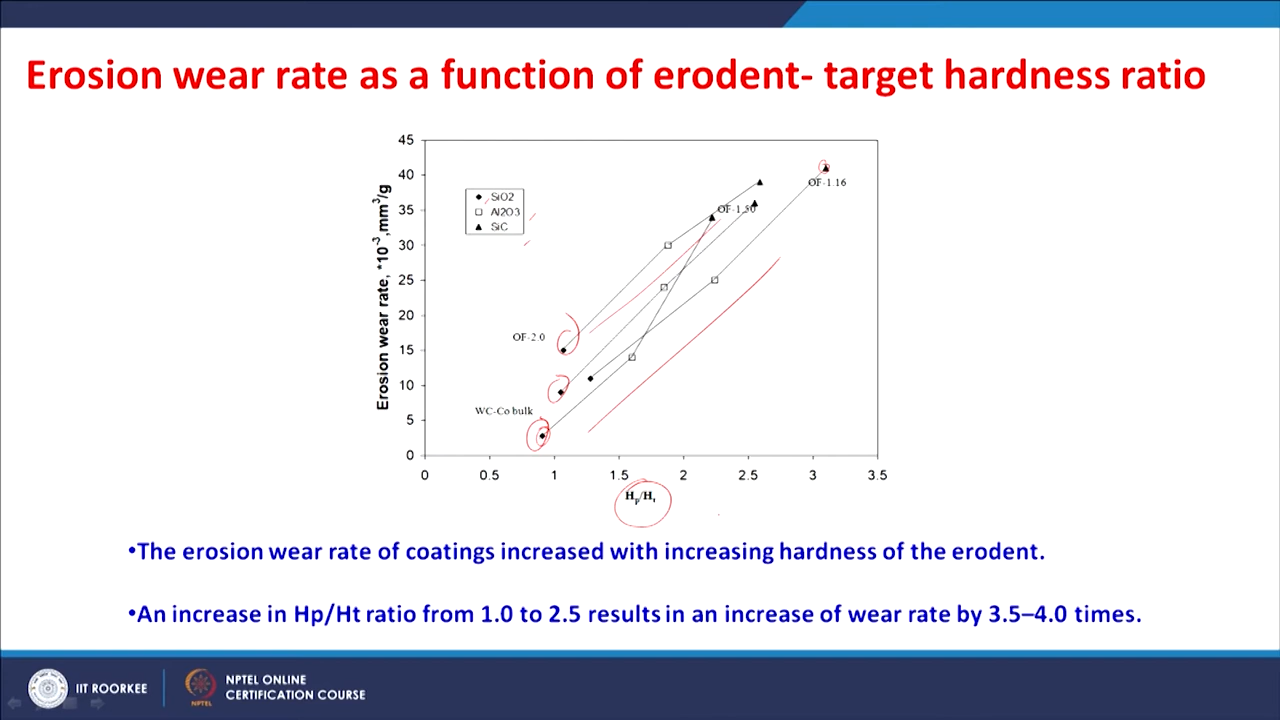 Erosion wear rate as a function of erodent- target hardness ratio
Erosion wear rate, *10⁻³,mm³/g
45
40
35
30
25
20
15
10
5
0
SiO2
Al2O3
SiC
OF-1.16
OF-1.50
OF-2.0
WC-Co bulk
0 0.5 1 1.5 2 2.5 3 3.5
Hp/Ht
•The erosion wear rate of coatings increased with increasing hardness of the erodent.
•An increase in Hp/Ht ratio from 1.0 to 2.5 results in an increase of wear rate by 3.5–4.0 times.
IIT ROORKEE
NPTEL
NPTEL ONLINE
CERTIFICATION COURSE